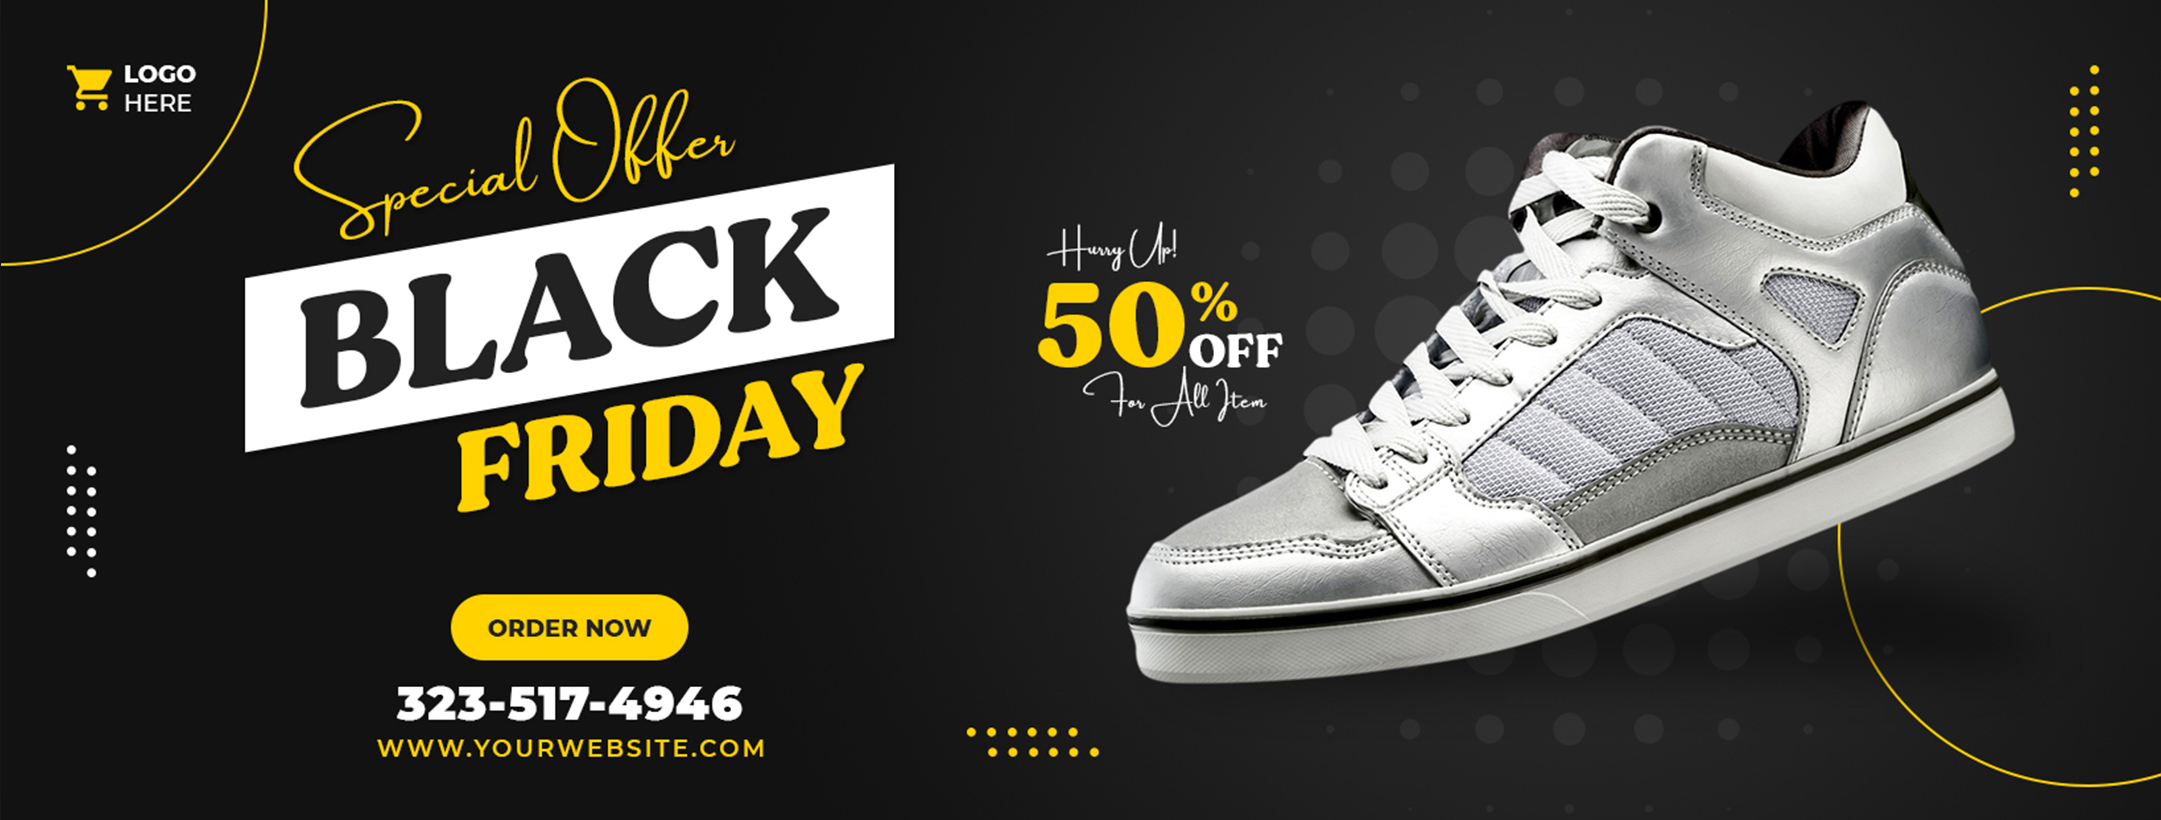 LOGO
HERE
Special Offer
BLACK
FRIDAY
Hurry Up!
50%
OFF
For All Item
ORDER NOW
323-517-4946
WWW.YOURWEBSITE.COM